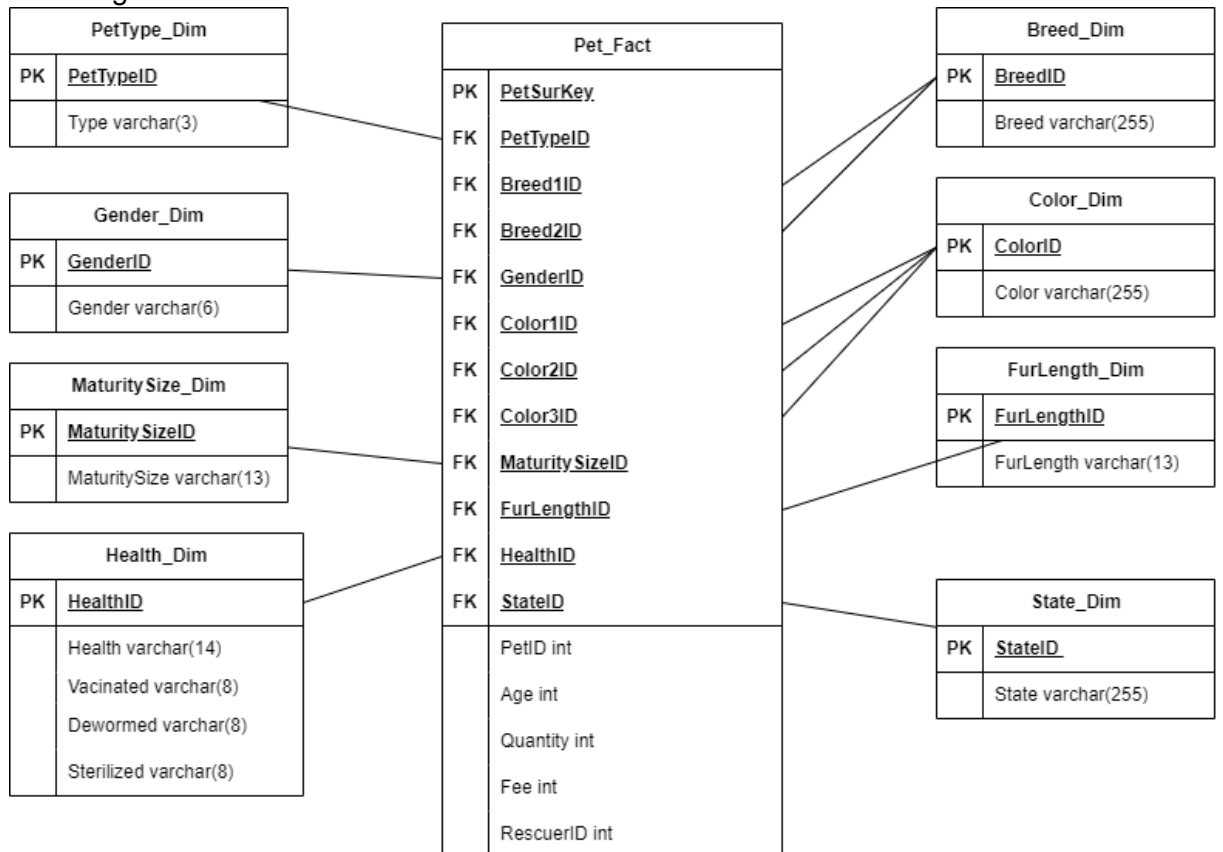 PetType_Dim
PK PetTypeID
Type varchar(3)
Gender_Dim
PK GenderID
Gender varchar(6)
MaturitySize_Dim
PK MaturitySizeID
MaturitySize varchar(13)
Health_Dim
PK HealthID
Health varchar(14)
Vacinated varchar(8)
Dewormed varchar(8)
Sterilized varchar(8)
Pet_Fact
PK PetSurKey
FK PetTypeID
FK Breed1ID
FK Breed2ID
FK GenderID
FK Color1ID
FK Color2ID
FK Color3ID
FK MaturitySizeID
FK FurLengthID
FK HealthID
FK StateID
PetID int
Age int
Quantity int
Fee int
RescuerID int
Breed_Dim
PK BreedID
Breed varchar(255)
Color_Dim
PK ColorID
Color varchar(255)
FurLength_Dim
PK FurLengthID
FurLength varchar(13)
State_Dim
PK StateID
State varchar(255)